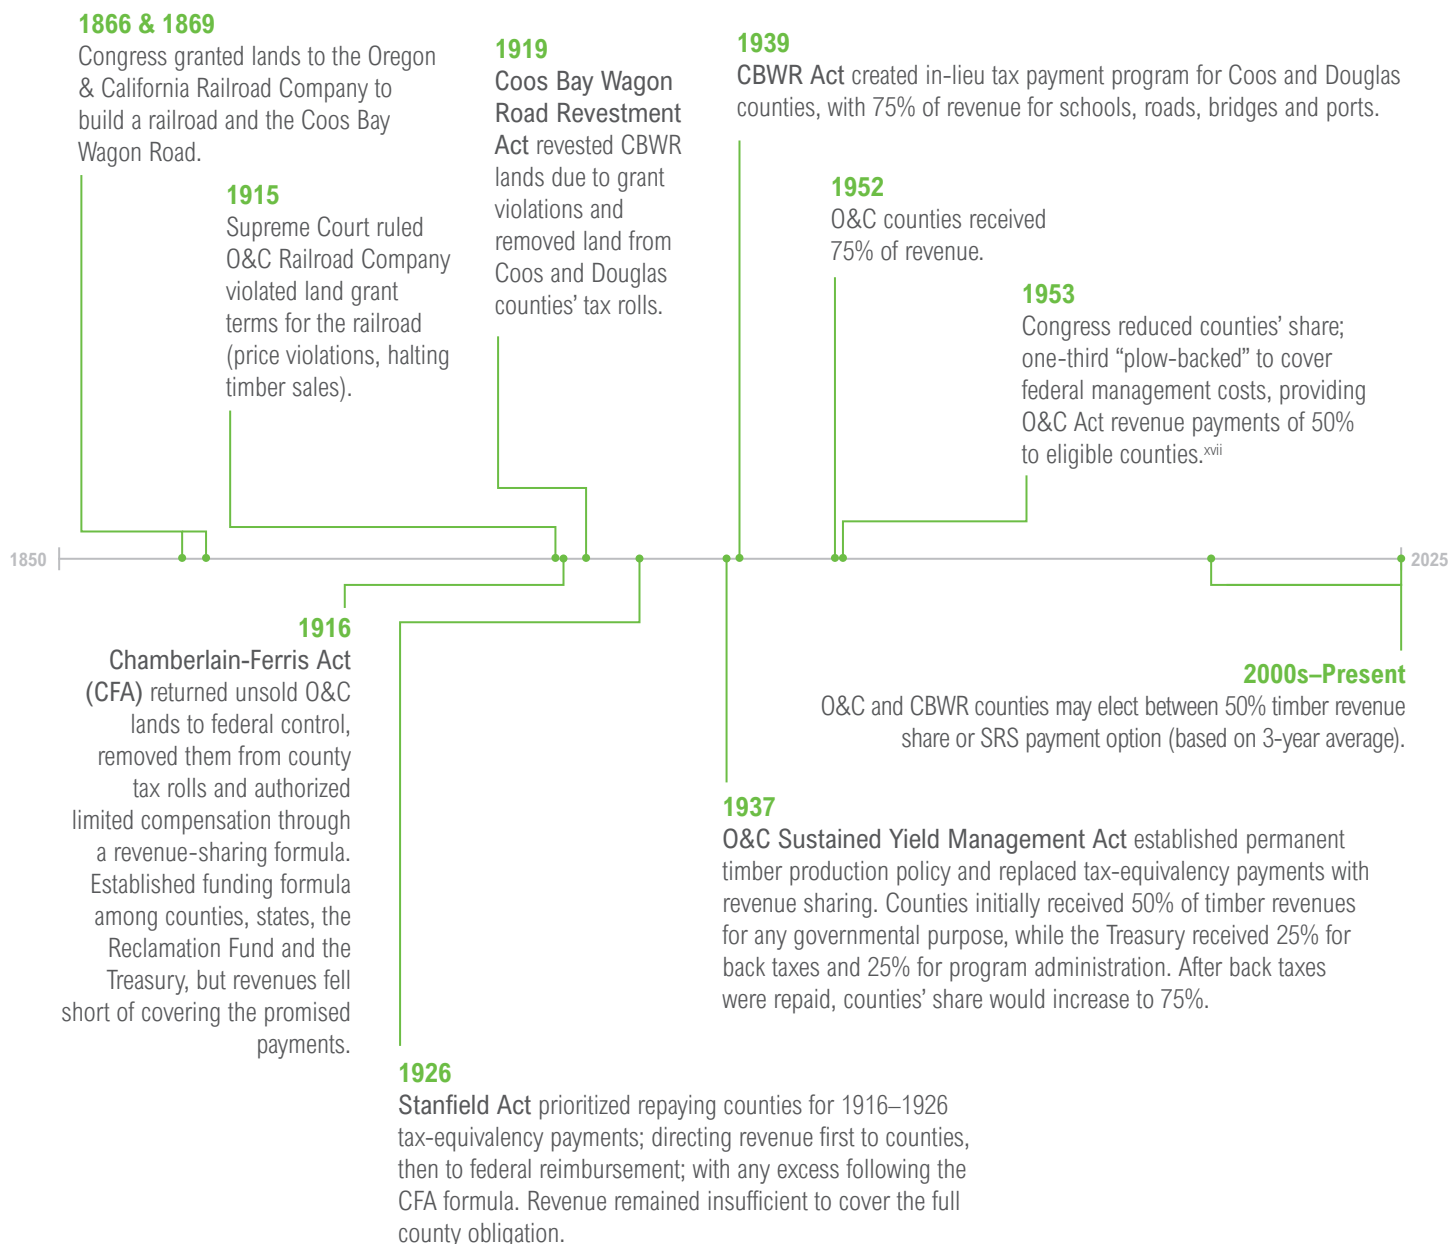 1866 & 1869
Congress granted lands to the Oregon
& California Railroad Company to
build a railroad and the Coos Bay
Wagon Road.
1915
Supreme Court ruled
O&C Railroad Company
violated land grant
terms for the railroad
(price violations, halting
timber sales).
1919
Coos Bay Wagon
Road Revestment
Act revested CBWR
lands due to grant
violations and
removed land from
Coos and Douglas
counties’ tax rolls.
1939
CBWR Act created in-lieu tax payment program for Coos and Douglas
counties, with 75% of revenue for schools, roads, bridges and ports.
1952
O&C counties received
75% of revenue.
1953
Congress reduced counties’ share;
one-third “plow-backed” to cover
federal management costs, providing
O&C Act revenue payments of 50%
to eligible counties.xvii
1850
2025
1916
Chamberlain-Ferris Act
(CFA) returned unsold O&C
lands to federal control,
removed them from county
tax rolls and authorized
limited compensation through
a revenue-sharing formula.
Established funding formula
among counties, states, the
Reclamation Fund and the
Treasury, but revenues fell
short of covering the promised
payments.
1926
Stanfield Act prioritized repaying counties for 1916–1926
tax-equivalency payments; directing revenue first to counties,
then to federal reimbursement; with any excess following the
CFA formula. Revenue remained insufficient to cover the full
county obligation.
1937
O&C Sustained Yield Management Act established permanent
timber production policy and replaced tax-equivalency payments with
revenue sharing. Counties initially received 50% of timber revenues
for any governmental purpose, while the Treasury received 25% for
back taxes and 25% for program administration. After back taxes
were repaid, counties’ share would increase to 75%.
2000s–Present
O&C and CBWR counties may elect between 50% timber revenue
share or SRS payment option (based on 3-year average).